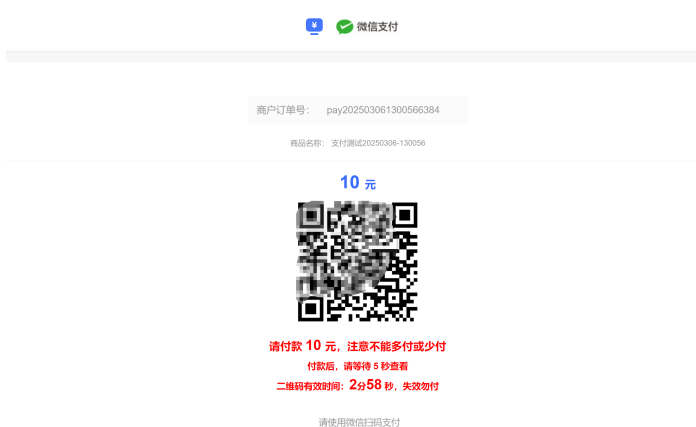 ¥ 微信支付
商户订单号： pay202503061300566384
商品名称： 支付测试20250306-130056
10 元
请付款 10 元，注意不能多付或少付
付款后，请等待 5 秒查看
二维码有效时间：2分58 秒，失效勿付
请使用微信扫码支付